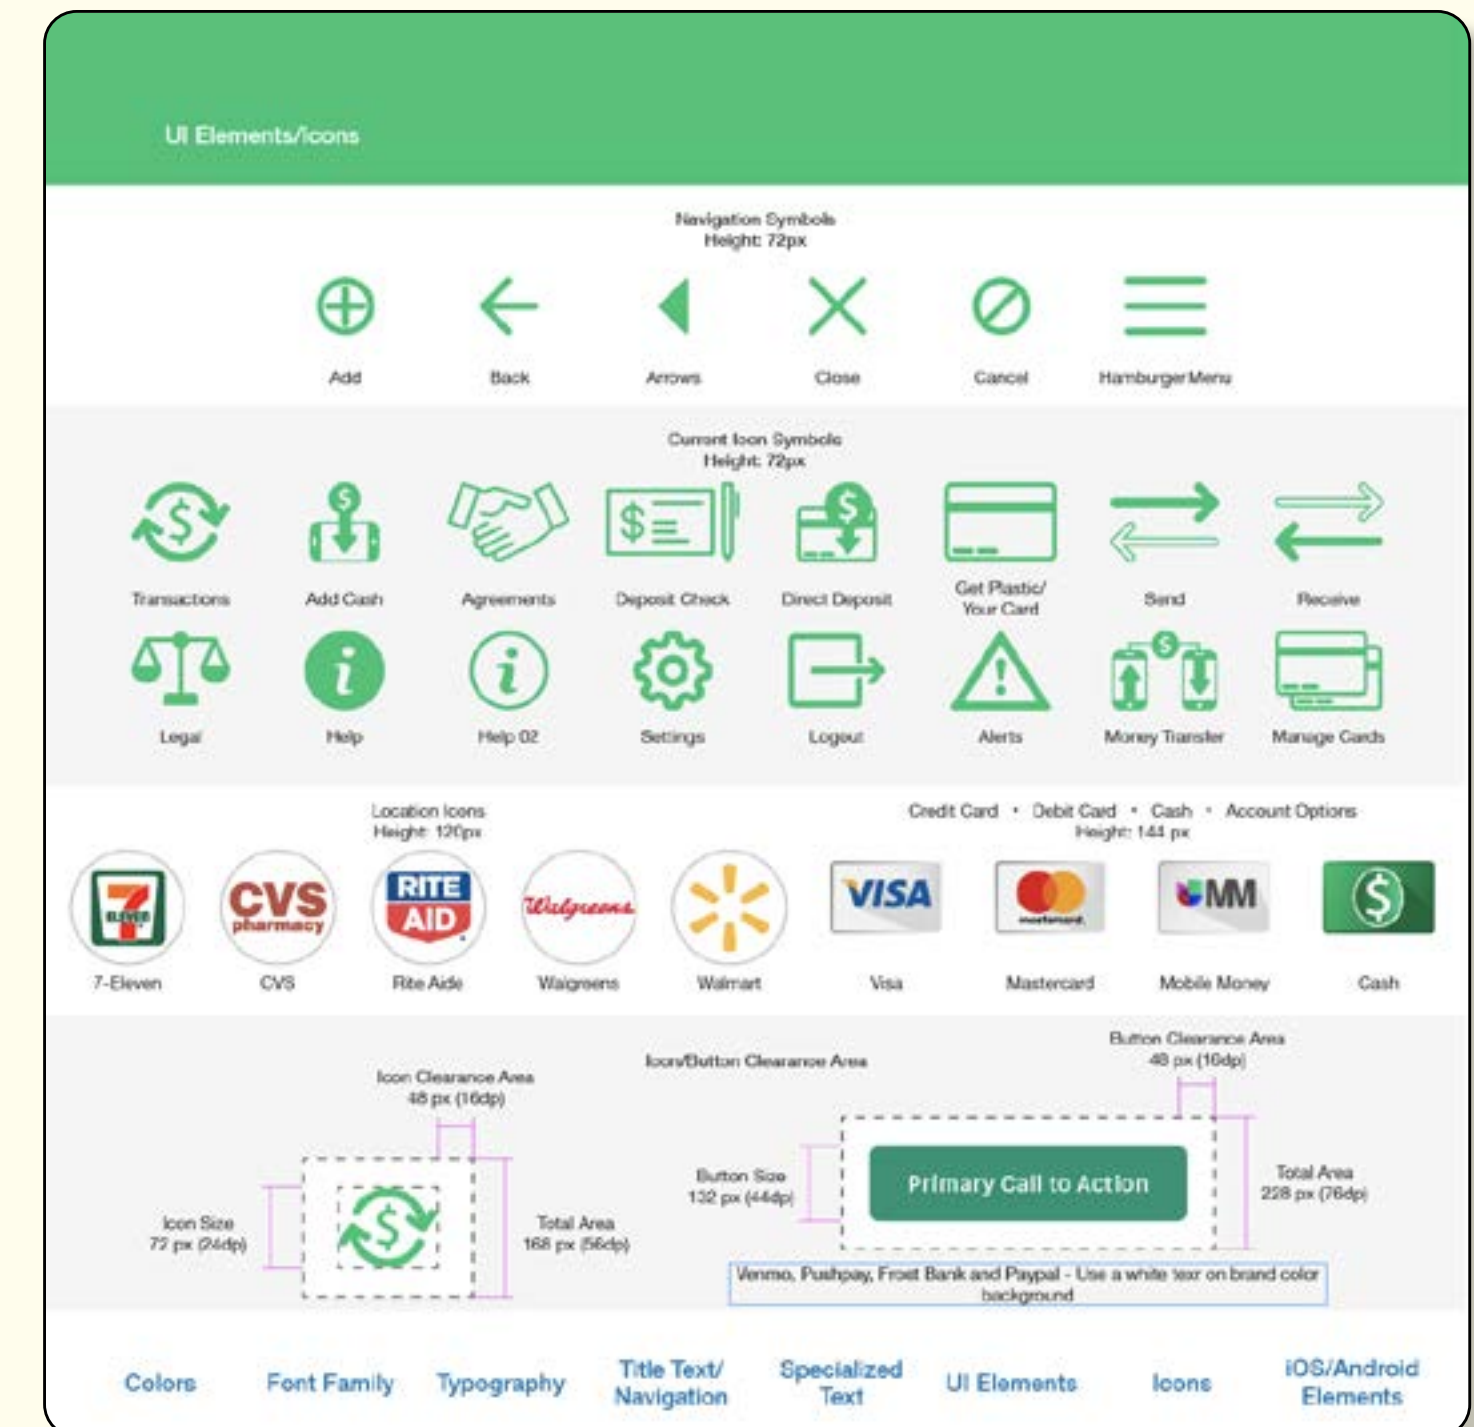 UI Elements/Icons
Navigation Symbols
Height: 72px
Add
Back
Arrows
Close
Cancel
Hamburger Menu
Current Icon Symbols
Height: 72px
Transactions
Add Cash
Agreements
Deposit Check
Direct Deposit
Get Plastic/
Your Card
Send
Receive
Legal
Help
Help 02
Settings
Logout
Alerts
Money Transfer
Manage Cards
Location Icons
Height: 120px
Credit Card • Debit Card • Cash • Account Options
Height: 144 px
7
ELEVEN
CVS
pharmacy
RITE
AID
Walgreens
VISA
mastercard.
MM
$
7-Eleven
CVS
Rite Aide
Walgreens
Walmart
Visa
Mastercard
Mobile Money
Cash
Icon/Button Clearance Area
Icon Clearance Area
48 px (16dp)
Icon Size
72 px (24dp)
Total Area
168 px (56dp)
Button Clearance Area
48 px (16dp)
Button Size
132 px (44dp)
Primary Call to Action
Total Area
228 px (76dp)
Venmo, Pushpay, Frost Bank and Paypal - Use a white text on brand color
background
Colors
Font Family
Typography
Title Text/
Navigation
Specialized
Text
UI Elements
Icons
iOS/Android
Elements